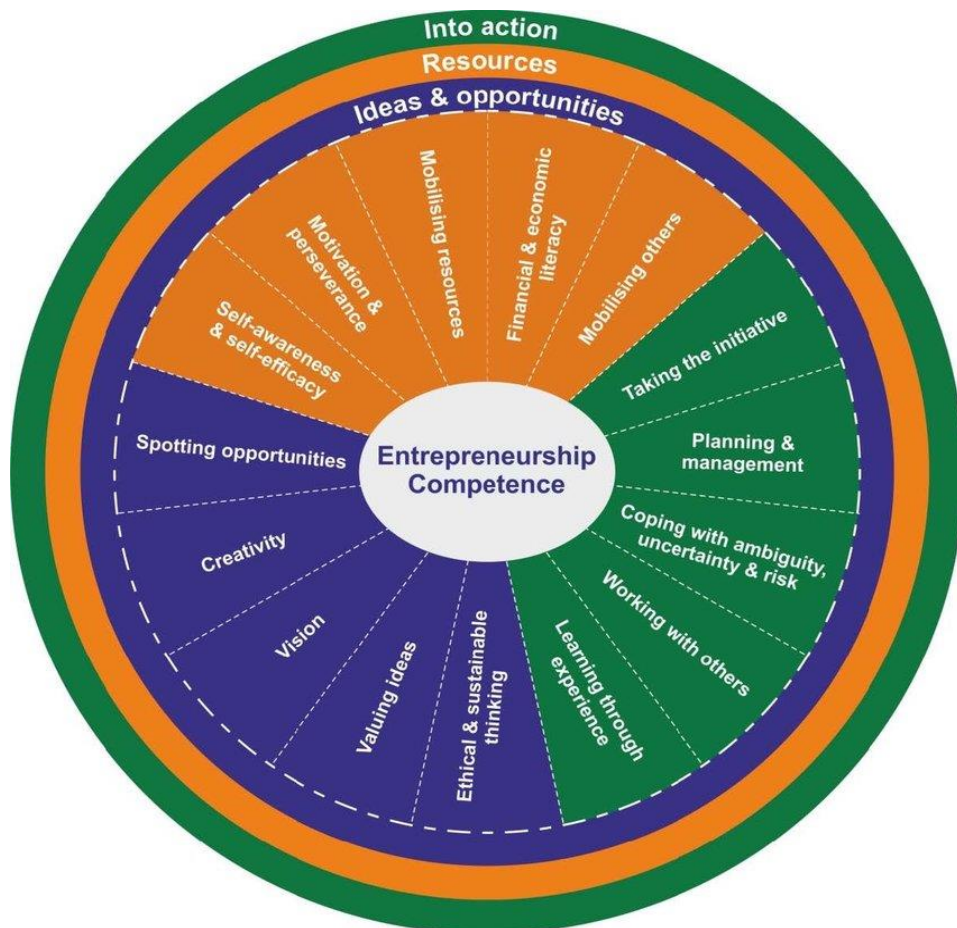 Into action
Resources
Ideas & opportunities
Mobilising resources
Financial & economic
literacy
Mobilising others
Taking the initiative
Planning &
management
Coping with ambiguity,
uncertainty & risk
Working with others
Learning through
experience
Ethical & sustainable
thinking
Valuing ideas
Vision
Creativity
Spotting opportunities
Self-awareness
& self-efficacy
Motivation &
perseverance
Entrepreneurship
Competence